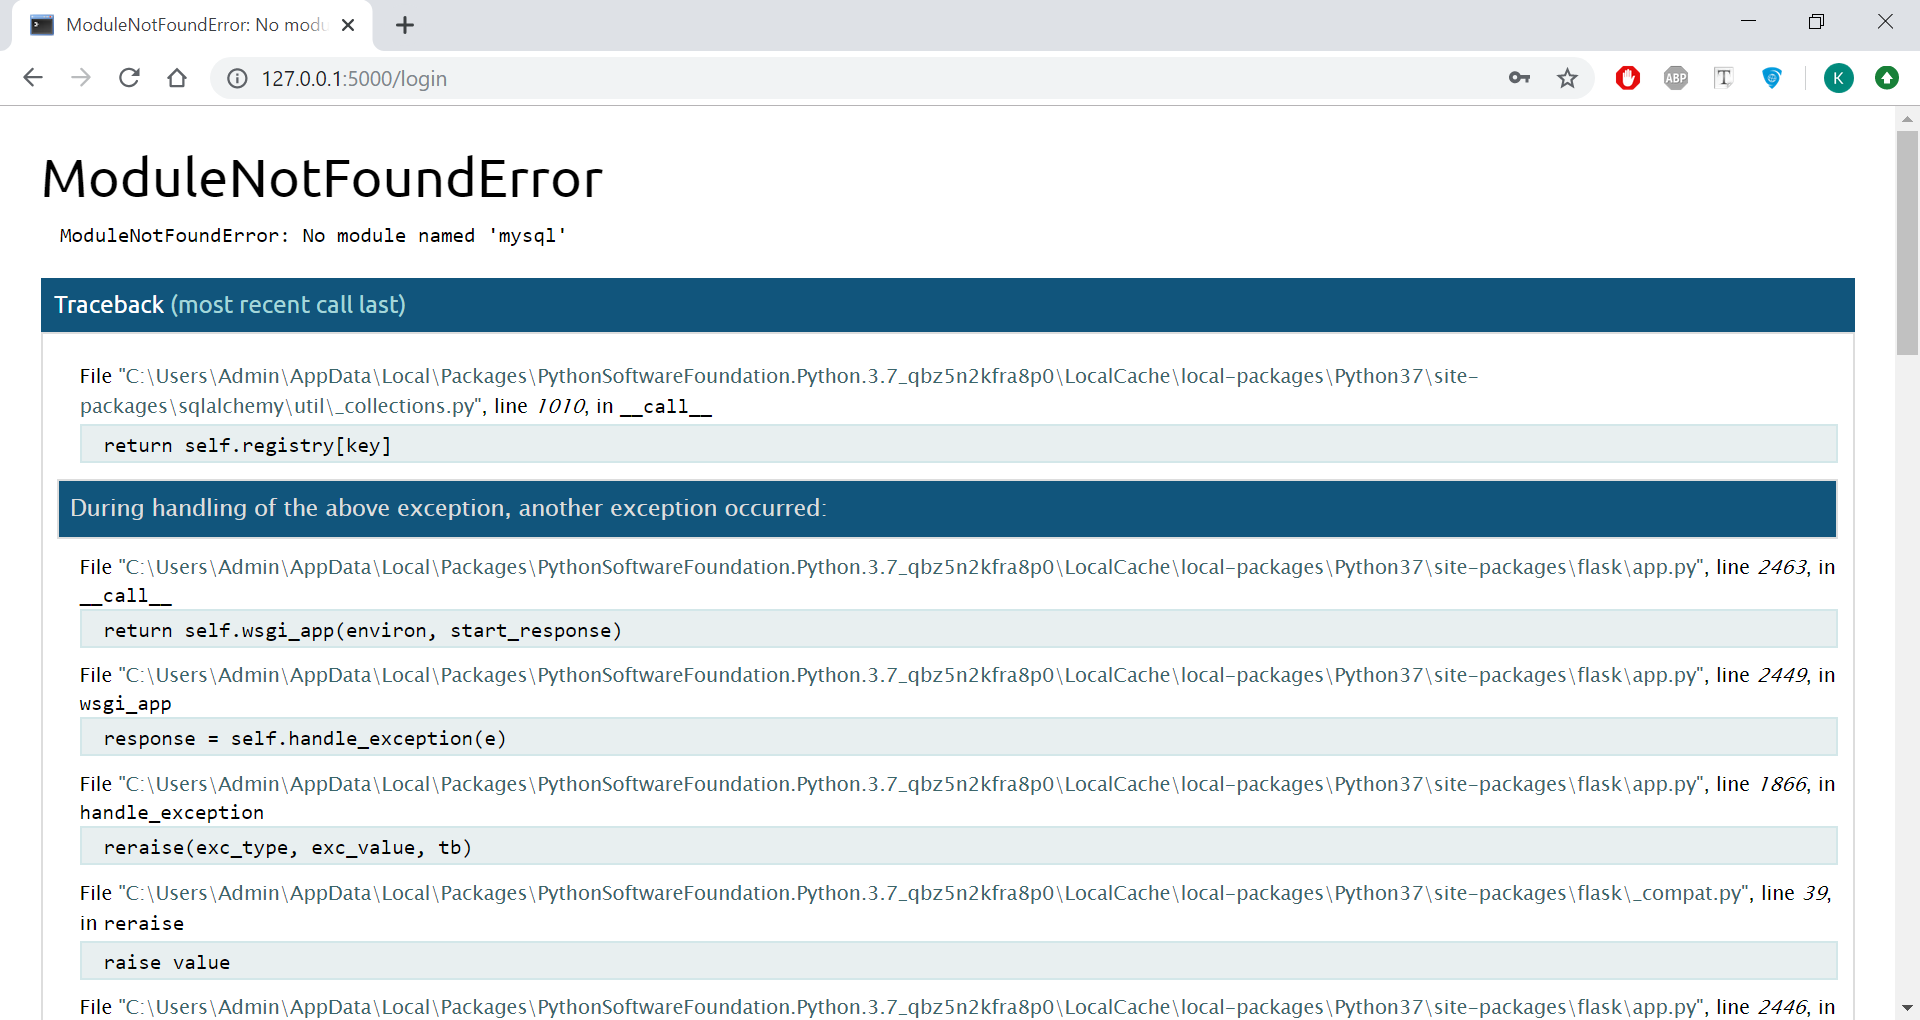 ModuleNotFoundError: No modu
127.0.0.1:5000/login
ABP
T
K
ModuleNotFoundError
ModuleNotFoundError: No module named 'mysql'
Traceback (most recent call last)
File "C:\Users\Admin\AppData\Local\Packages\PythonSoftwareFoundation.Python.3.7_qbz5n2kfra8p0\LocalCache\local-packages\Python37\site-
packages\sqlalchemy\util\_collections.py", line 1010, in __call__
return self.registry[key]
During handling of the above exception, another exception occurred:
File "C:\Users\Admin\AppData\Local\Packages\PythonSoftwareFoundation.Python.3.7_qbz5n2kfra8p0\LocalCache\local-packages\Python37\site-packages\flask\app.py", line 2463, in
__call__
return self.wsgi_app(environ, start_response)
File "C:\Users\Admin\AppData\Local\Packages\PythonSoftwareFoundation.Python.3.7_qbz5n2kfra8p0\LocalCache\local-packages\Python37\site-packages\flask\app.py", line 2449, in
wsgi_app
response = self.handle_exception(e)
File "C:\Users\Admin\AppData\Local\Packages\PythonSoftwareFoundation.Python.3.7_qbz5n2kfra8p0\LocalCache\local-packages\Python37\site-packages\flask\app.py", line 1866, in
handle_exception
reraise(exc_type, exc_value, tb)
File "C:\Users\Admin\AppData\Local\Packages\PythonSoftwareFoundation.Python.3.7_qbz5n2kfra8p0\LocalCache\local-packages\Python37\site-packages\flask\_compat.py", line 39,
in reraise
raise value
File "C:\Users\Admin\AppData\Local\Packages\PythonSoftwareFoundation.Python.3.7_qbz5n2kfra8p0\LocalCache\local-packages\Python37\site-packages\flask\app.py", line 2446, in